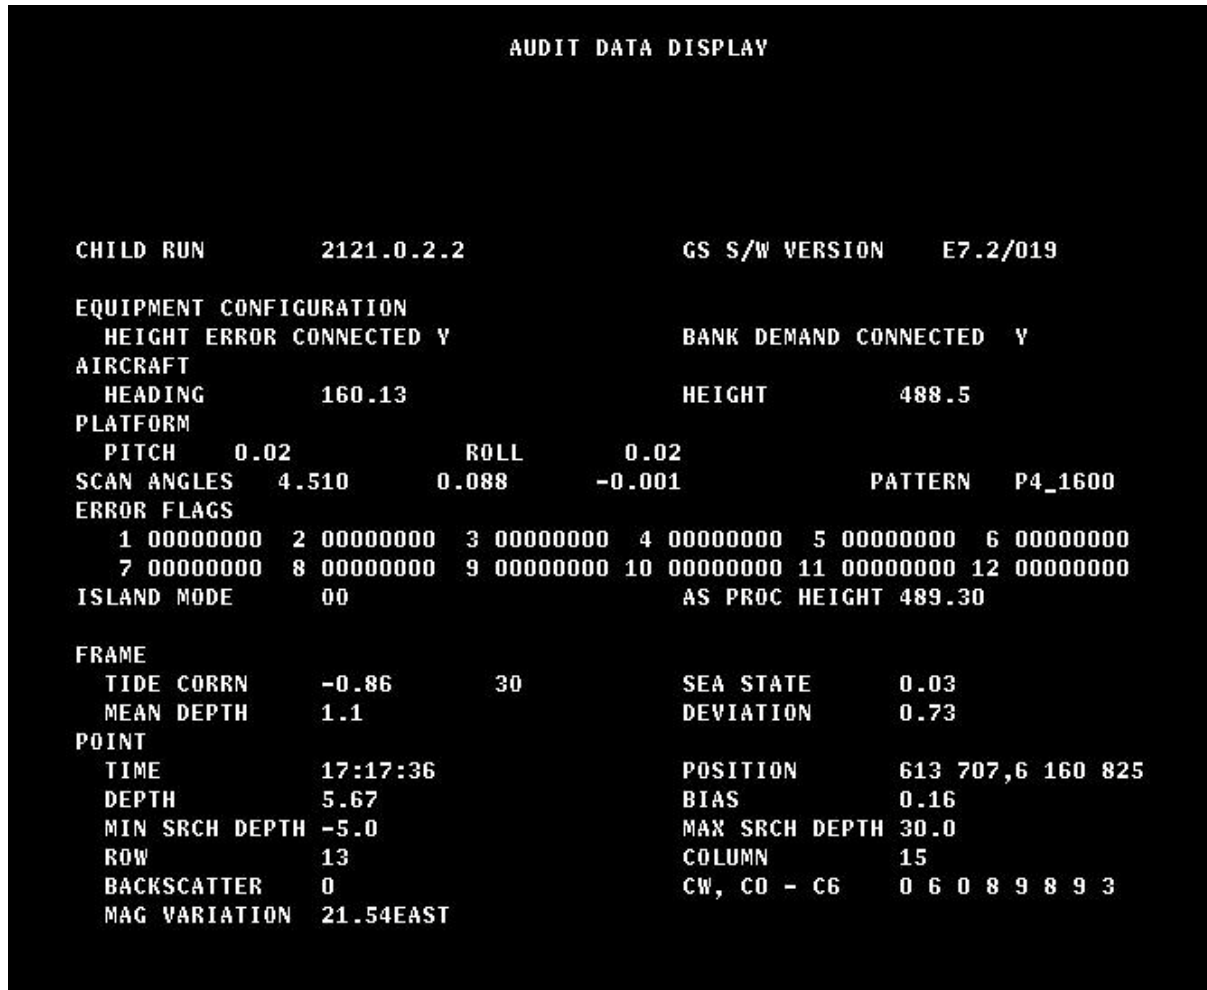 AUDIT DATA DISPLAY
CHILD RUN 2121.0.2.2 GS S/W VERSION E7.2/019
EQUIPMENT CONFIGURATION
HEIGHT ERROR CONNECTED Y BANK DEMAND CONNECTED Y
AIRCRAFT
HEADING 160.13 HEIGHT 488.5
PLATFORM
PITCH 0.02 ROLL 0.02
SCAN ANGLES 4.510 0.088 -0.001 PATTERN P4_1600
ERROR FLAGS
1 00000000 2 00000000 3 00000000 4 00000000 5 00000000 6 00000000
7 00000000 8 00000000 9 00000000 10 00000000 11 00000000 12 00000000
ISLAND MODE 00 AS PROC HEIGHT 489.30
FRAME
TIDE CORRN -0.86 30 SEA STATE 0.03
MEAN DEPTH 1.1 DEVIATION 0.73
POINT
TIME 17:17:36 POSITION 613 707,6 160 825
DEPTH 5.67 BIAS 0.16
MIN SRCH DEPTH -5.0 MAX SRCH DEPTH 30.0
ROW 13 COLUMN 15
BACKSCATTER 0 CW, C0 - C6 0 6 0 8 9 8 9 3
MAG VARIATION 21.54EAST